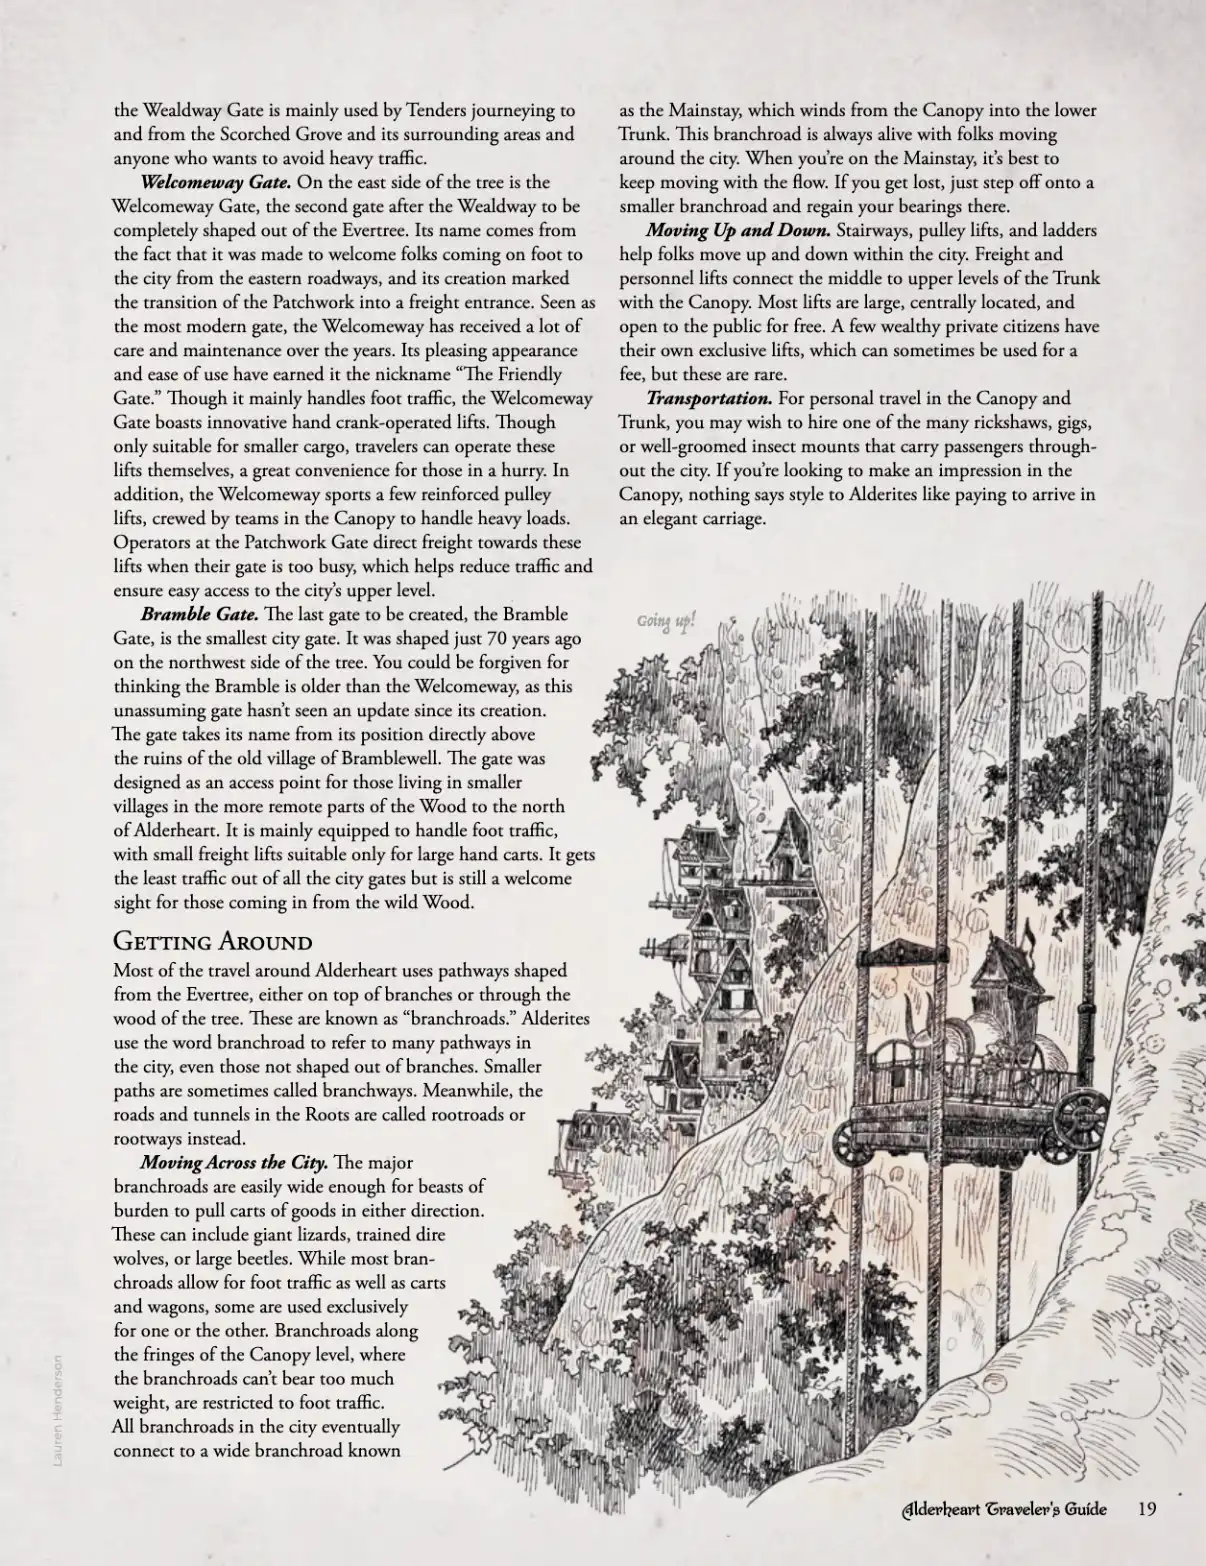 the Wealdway Gate is mainly used by Tenders journeying to
and from the Scorched Grove and its surrounding areas and
anyone who wants to avoid heavy traffic.
Welcomeway Gate. On the east side of the tree is the
Welcomeway Gate, the second gate after the Wealdway to be
completely shaped out of the Evertree. Its name comes from
the fact that it was made to welcome folks coming on foot to
the city from the eastern roadways, and its creation marked
the transition of the Patchwork into a freight entrance. Seen as
the most modern gate, the Welcomeway has received a lot of
care and maintenance over the years. Its pleasing appearance
and ease of use have earned it the nickname “The Friendly
Gate.” Though it mainly handles foot traffic, the Welcomeway
Gate boasts innovative hand crank-operated lifts. Though
only suitable for smaller cargo, travelers can operate these
lifts themselves, a great convenience for those in a hurry. In
addition, the Welcomeway sports a few reinforced pulley
lifts, crewed by teams in the Canopy to handle heavy loads.
Operators at the Patchwork Gate direct freight towards these
lifts when their gate is too busy, which helps reduce traffic and
ensure easy access to the city’s upper level.
Bramble Gate. The last gate to be created, the Bramble
Gate, is the smallest city gate. It was shaped just 70 years ago
on the northwest side of the tree. You could be forgiven for
thinking the Bramble is older than the Welcomeway, as this
unassuming gate hasn’t seen an update since its creation.
The gate takes its name from its position directly above
the ruins of the old village of Bramblewell. The gate was
designed as an access point for those living in smaller
villages in the more remote parts of the Wood to the north
of Alderheart. It is mainly equipped to handle foot traffic,
with small freight lifts suitable only for large hand carts. It gets
the least traffic out of all the city gates but is still a welcome
sight for those coming in from the wild Wood.
Getting Around
Most of the travel around Alderheart uses pathways shaped
from the Evertree, either on top of branches or through the
wood of the tree. These are known as “branchroads.” Alderites
use the word branchroad to refer to many pathways in
the city, even those not shaped out of branches. Smaller
paths are sometimes called branchways. Meanwhile, the
roads and tunnels in the Roots are called rootroads or
rootways instead.
Moving Across the City. The major
branchroads are easily wide enough for beasts of
burden to pull carts of goods in either direction.
These can include giant lizards, trained dire
wolves, or large beetles. While most bran-
chroads allow for foot traffic as well as carts
and wagons, some are used exclusively
for one or the other. Branchroads along
the fringes of the Canopy level, where
the branchroads can’t bear too much
weight, are restricted to foot traffic.
All branchroads in the city eventually
connect to a wide branchroad known
as the Mainstay, which winds from the Canopy into the lower
Trunk. This branchroad is always alive with folks moving
around the city. When you’re on the Mainstay, it’s best to
keep moving with the flow. If you get lost, just step off onto a
smaller branchroad and regain your bearings there.
Moving Up and Down. Stairways, pulley lifts, and ladders
help folks move up and down within the city. Freight and
personnel lifts connect the middle to upper levels of the Trunk
with the Canopy. Most lifts are large, centrally located, and
open to the public for free. A few wealthy private citizens have
their own exclusive lifts, which can sometimes be used for a
fee, but these are rare.
Transportation. For personal travel in the Canopy and
Trunk, you may wish to hire one of the many rickshaws, gigs,
or well-groomed insect mounts that carry passengers through-
out the city. If you’re looking to make an impression in the
Canopy, nothing says style to Alderites like paying to arrive in
an elegant carriage.
Going up!
Lauren Henderson
Alderheart Traveler's Guide 19